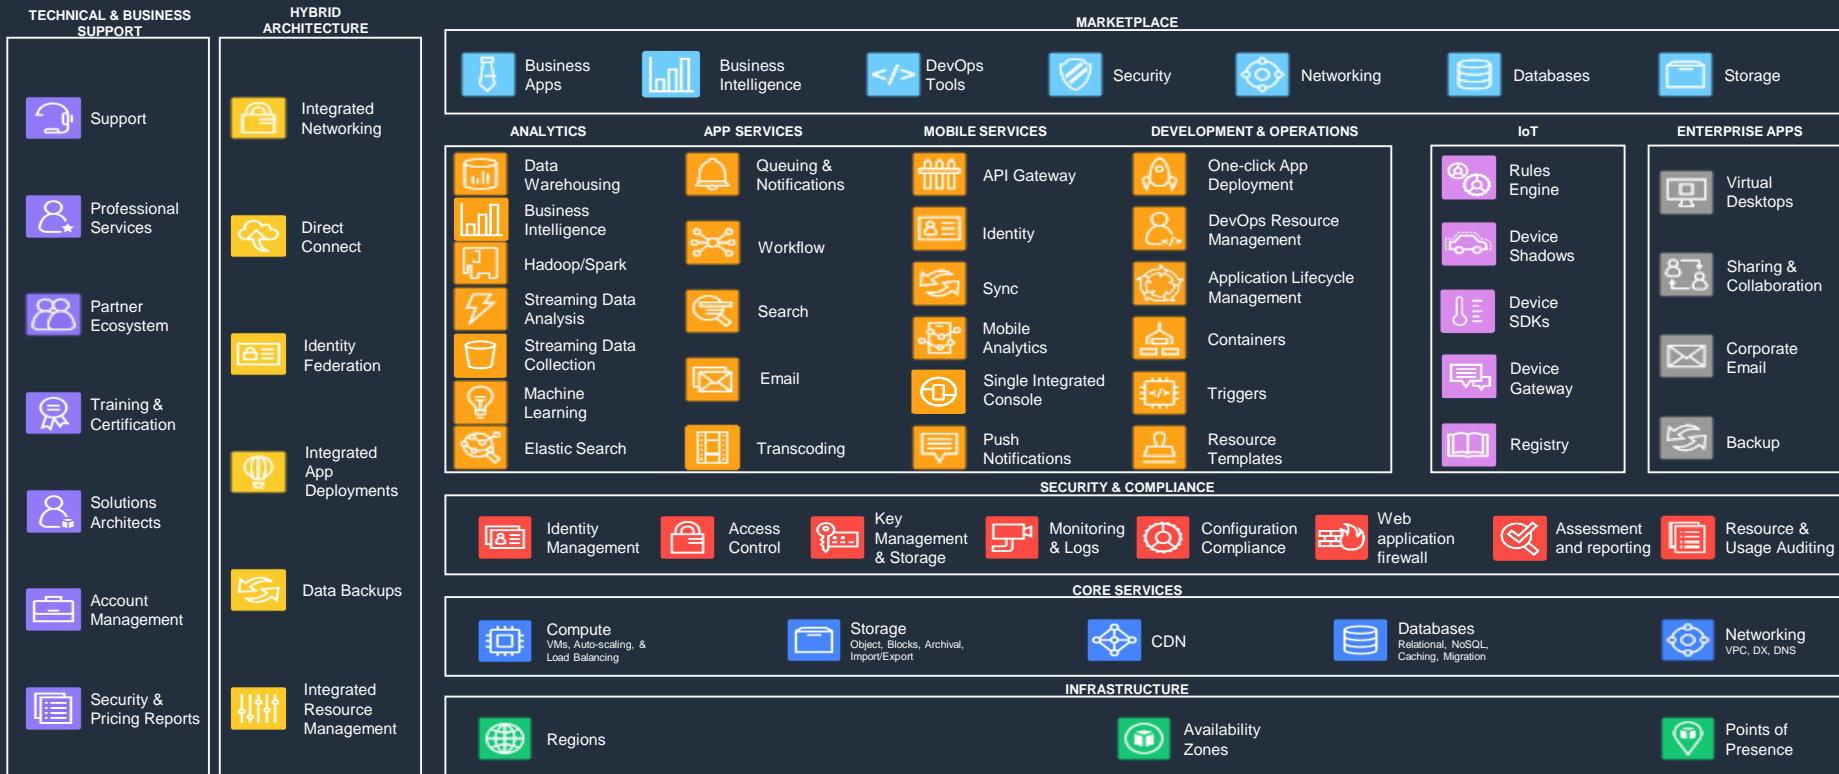 TECHNICAL & BUSINESS
SUPPORT
Support
Professional
Services
Partner
Ecosystem
Training &
Certification
Solutions
Architects
Account
Management
Security &
Pricing Reports
HYBRID
ARCHITECTURE
Integrated
Networking
Direct
Connect
Identity
Federation
Integrated
App
Deployments
Data Backups
Integrated
Resource
Management
MARKETPLACE
Business
Apps
Business
Intelligence
DevOps
Tools
Security
Networking
Databases
Storage
ANALYTICS
Data
Warehousing
Business
Intelligence
Hadoop/Spark
Streaming Data
Analysis
Streaming Data
Collection
Machine
Learning
Elastic Search
APP SERVICES
Queuing &
Notifications
Workflow
Search
Email
Transcoding
MOBILE SERVICES
API Gateway
Identity
Sync
Mobile
Analytics
Single Integrated
Console
Push
Notifications
DEVELOPMENT & OPERATIONS
One-click App
Deployment
DevOps Resource
Management
Application Lifecycle
Management
Containers
Triggers
Resource
Templates
IoT
Rules
Engine
Device
Shadows
Device
SDKs
Device
Gateway
Registry
ENTERPRISE APPS
Virtual
Desktops
Sharing &
Collaboration
Corporate
Email
Backup
SECURITY & COMPLIANCE
Identity
Management
Access
Control
Key
Management
& Storage
Monitoring
& Logs
Configuration
Compliance
Web
application
firewall
Assessment
and reporting
Resource &
Usage Auditing
CORE SERVICES
Compute
VMs, Auto-scaling, &
Load Balancing
Storage
Object, Blocks, Archival,
Import/Export
CDN
Databases
Relational, NoSQL,
Caching, Migration
Networking
VPC, DX, DNS
INFRASTRUCTURE
Regions
Availability
Zones
Points of
Presence